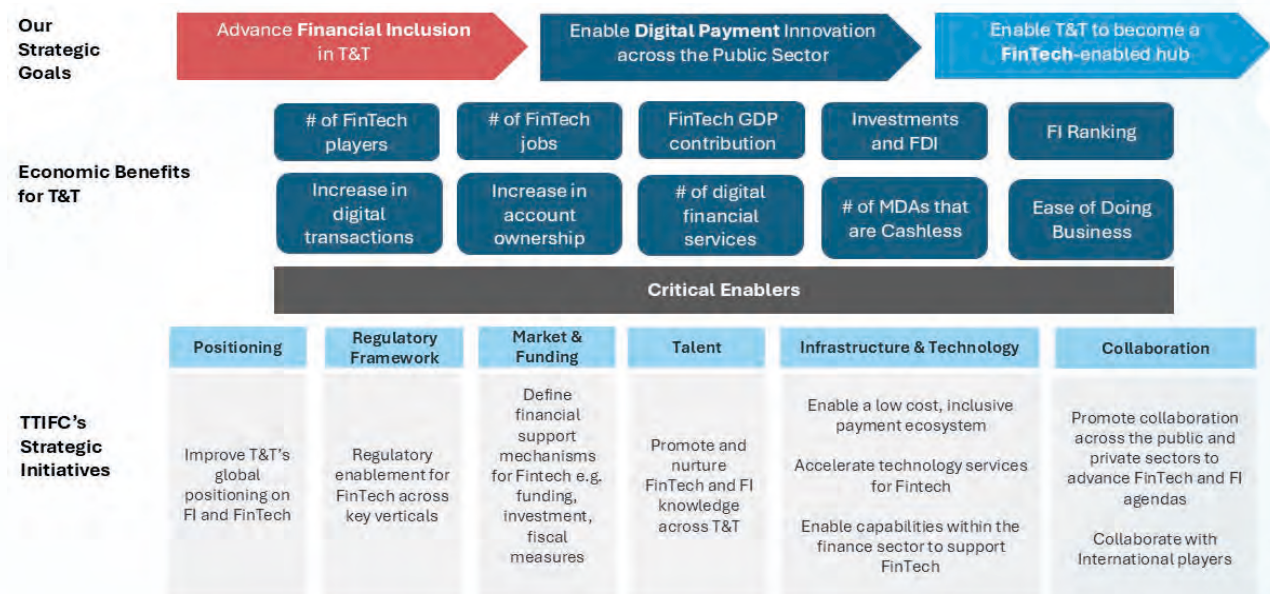 Our
Strategic
Goals
Advance Financial Inclusion
in T&T
Enable Digital Payment Innovation
across the Public Sector
Enable T&T to become a
FinTech-enabled hub
Economic Benefits
for T&T
# of FinTech
players
# of FinTech
jobs
FinTech GDP
contribution
Investments
and FDI
FI Ranking
Increase in
digital
transactions
Increase in
account
ownership
# of digital
financial
services
# of MDAs that
are Cashless
Ease of Doing
Business
Critical Enablers
TTIFC's
Strategic
Initiatives
Positioning
Improve T&T's
global
positioning on
FI and FinTech
Regulatory
Framework
Regulatory
enablement for
FinTech across
key verticals
Market &
Funding
Define
financial
support
mechanisms
for Fintech e.g.
funding,
investment,
fiscal
measures
Talent
Promote and
nurture
FinTech and FI
knowledge
across T&T
Infrastructure & Technology
Enable a low cost, inclusive
payment ecosystem
Accelerate technology services
for Fintech
Enable capabilities within the
finance sector to support
FinTech
Collaboration
Promote collaboration
across the public and
private sectors to
advance FinTech and FI
agendas
Collaborate with
International players